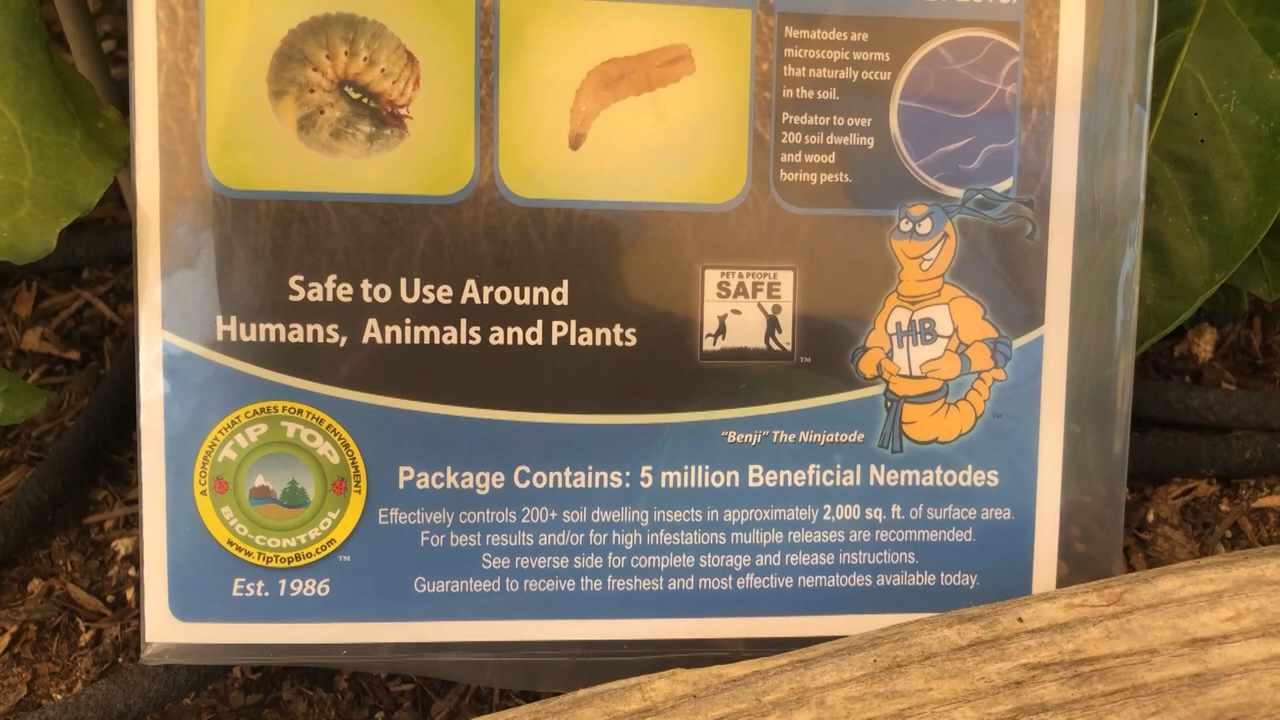 Nematodes are
microscopic worms
that naturally occur
in the soil.
Predator to over
200 soil dwelling
and wood
boring pests.
Safe to Use Around
Humans, Animals and Plants
PET & PEOPLE
SAFE
TM
HB
TM
"Benji" The Ninjatode
A COMPANY THAT CARES FOR THE ENVIRONMENT
TIP TOP
BIO-CONTROL
www.TipTopBio.com
TM
Est. 1986
Package Contains: 5 million Beneficial Nematodes
Effectively controls 200+ soil dwelling insects in approximately 2,000 sq. ft. of surface area.
For best results and/or for high infestations multiple releases are recommended.
See reverse side for complete storage and release instructions.
Guaranteed to receive the freshest and most effective nematodes available today.